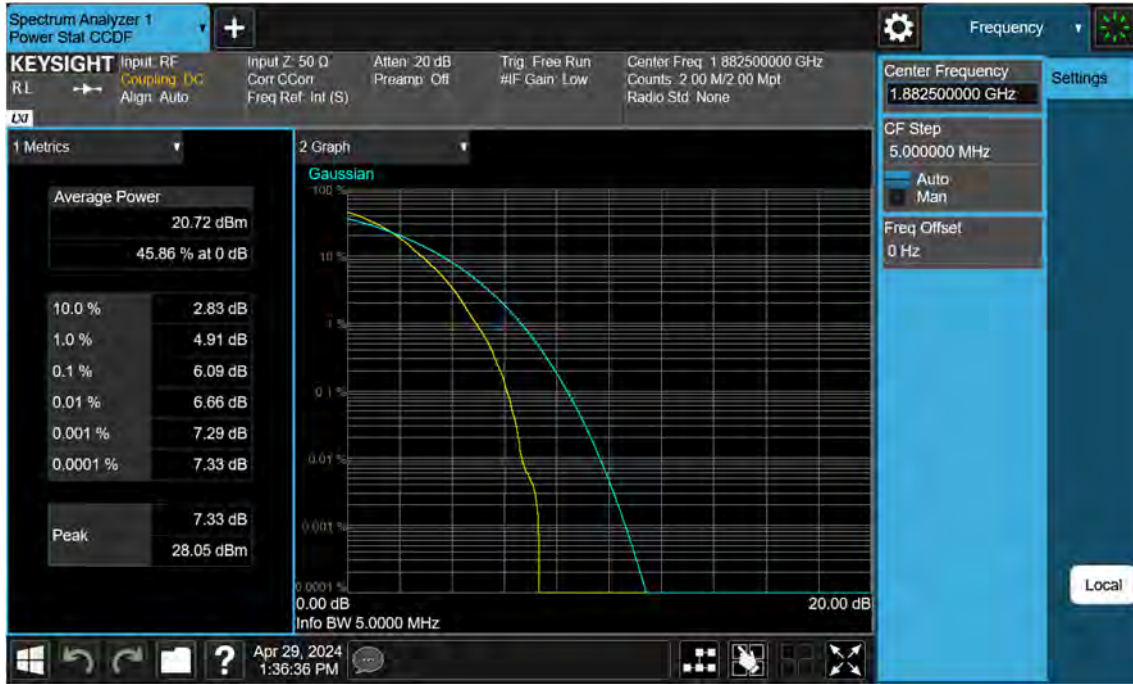 Spectrum Analyzer 1
Power Stat CCDF
Frequency
KEYSIGHT
RL
LXI
Input: RF
Coupling: DC
Align: Auto
Input Z: 50 Ω
Corr CCorr
Freq Ref: Int (S)
Atten: 20 dB
Preamp: Off
Trig: Free Run
#IF Gain: Low
Center Freq: 1.882500000 GHz
Counts: 2.00 M/2.00 Mpt
Radio Std: None
Center Frequency
1.882500000 GHz
Settings
CF Step
5.000000 MHz
Auto
Man
Freq Offset
0 Hz
1 Metrics
Average Power
20.72 dBm
45.86 % at 0 dB
10.0 % 2.83 dB
1.0 % 4.91 dB
0.1 % 6.09 dB
0.01 % 6.66 dB
0.001 % 7.29 dB
0.0001 % 7.33 dB
Peak
7.33 dB
28.05 dBm
2 Graph
Gaussian
100 %
10 %
1 %
0.1 %
0.01 %
0.001 %
0.0001 %
0.00 dB 20.00 dB
Info BW 5.0000 MHz
Local
?
Apr 29, 2024
1:36:36 PM